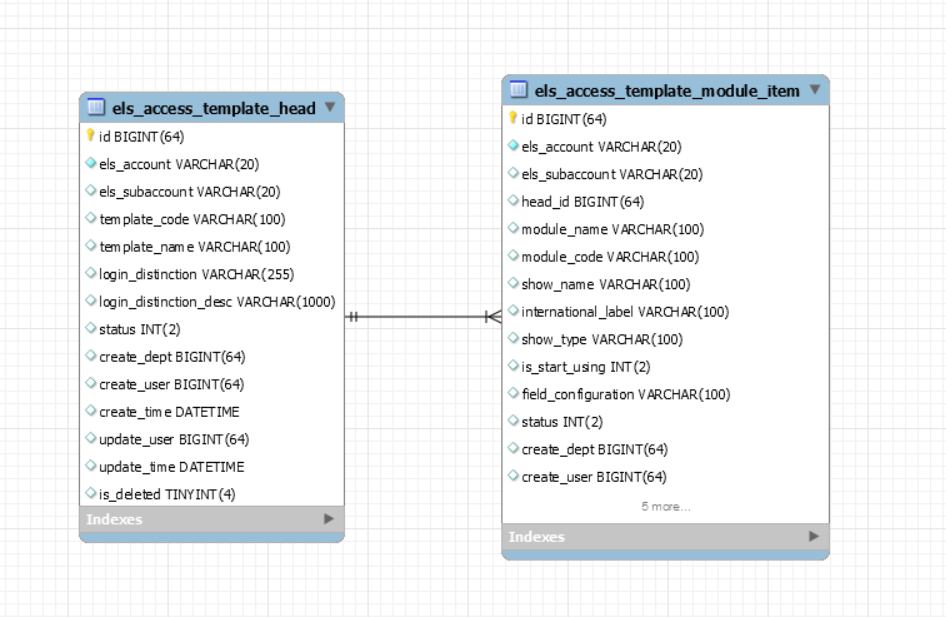 els_access_template_head
id BIGINT(64)
els_account VARCHAR(20)
els_subaccount VARCHAR(20)
template_code VARCHAR(100)
template_name VARCHAR(100)
login_distinction VARCHAR(255)
login_distinction_desc VARCHAR(1000)
status INT(2)
create_dept BIGINT(64)
create_user BIGINT(64)
create_time DATETIME
update_user BIGINT(64)
update_time DATETIME
is_deleted TINYINT(4)
Indexes
els_access_template_module_item
id BIGINT(64)
els_account VARCHAR(20)
els_subaccount VARCHAR(20)
head_id BIGINT(64)
module_name VARCHAR(100)
module_code VARCHAR(100)
show_name VARCHAR(100)
international_label VARCHAR(100)
show_type VARCHAR(100)
is_start_using INT(2)
field_configuration VARCHAR(100)
status INT(2)
create_dept BIGINT(64)
create_user BIGINT(64)
5 more...
Indexes